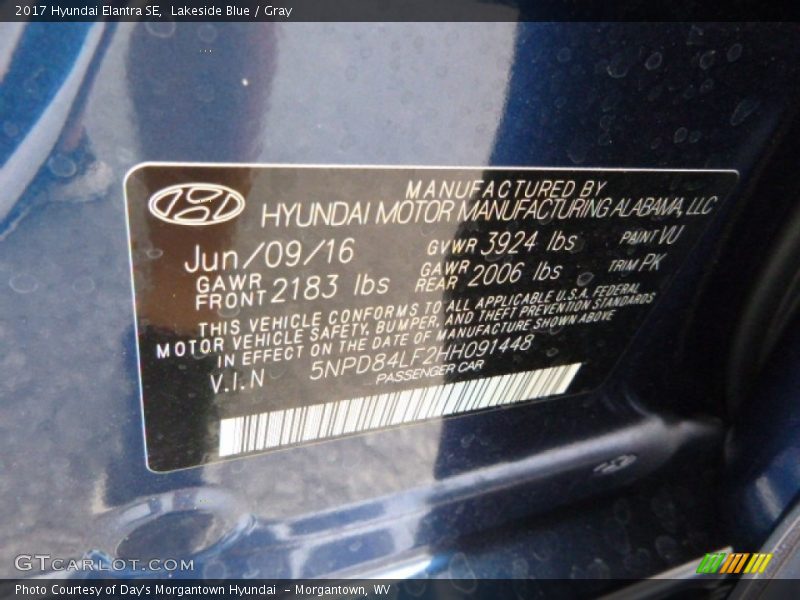 2017 Hyundai Elantra SE, Lakeside Blue / Gray
MANUFACTURED BY
HYUNDAI MOTOR MANUFACTURING ALABAMA, LLC
Jun/09/16 GVWR 3924 lbs PAINT VU
GAWR FRONT 2183 lbs GAWR REAR 2006 lbs TRIM PK
THIS VEHICLE CONFORMS TO ALL APPLICABLE U.S.A. FEDERAL
MOTOR VEHICLE SAFETY, BUMPER, AND THEFT PREVENTION STANDARDS
IN EFFECT ON THE DATE OF MANUFACTURE SHOWN ABOVE
V.I.N 5NPD84LF2HH091448
PASSENGER CAR
GTCARLOT.COM
Photo Courtesy of Day's Morgantown Hyundai - Morgantown, WV